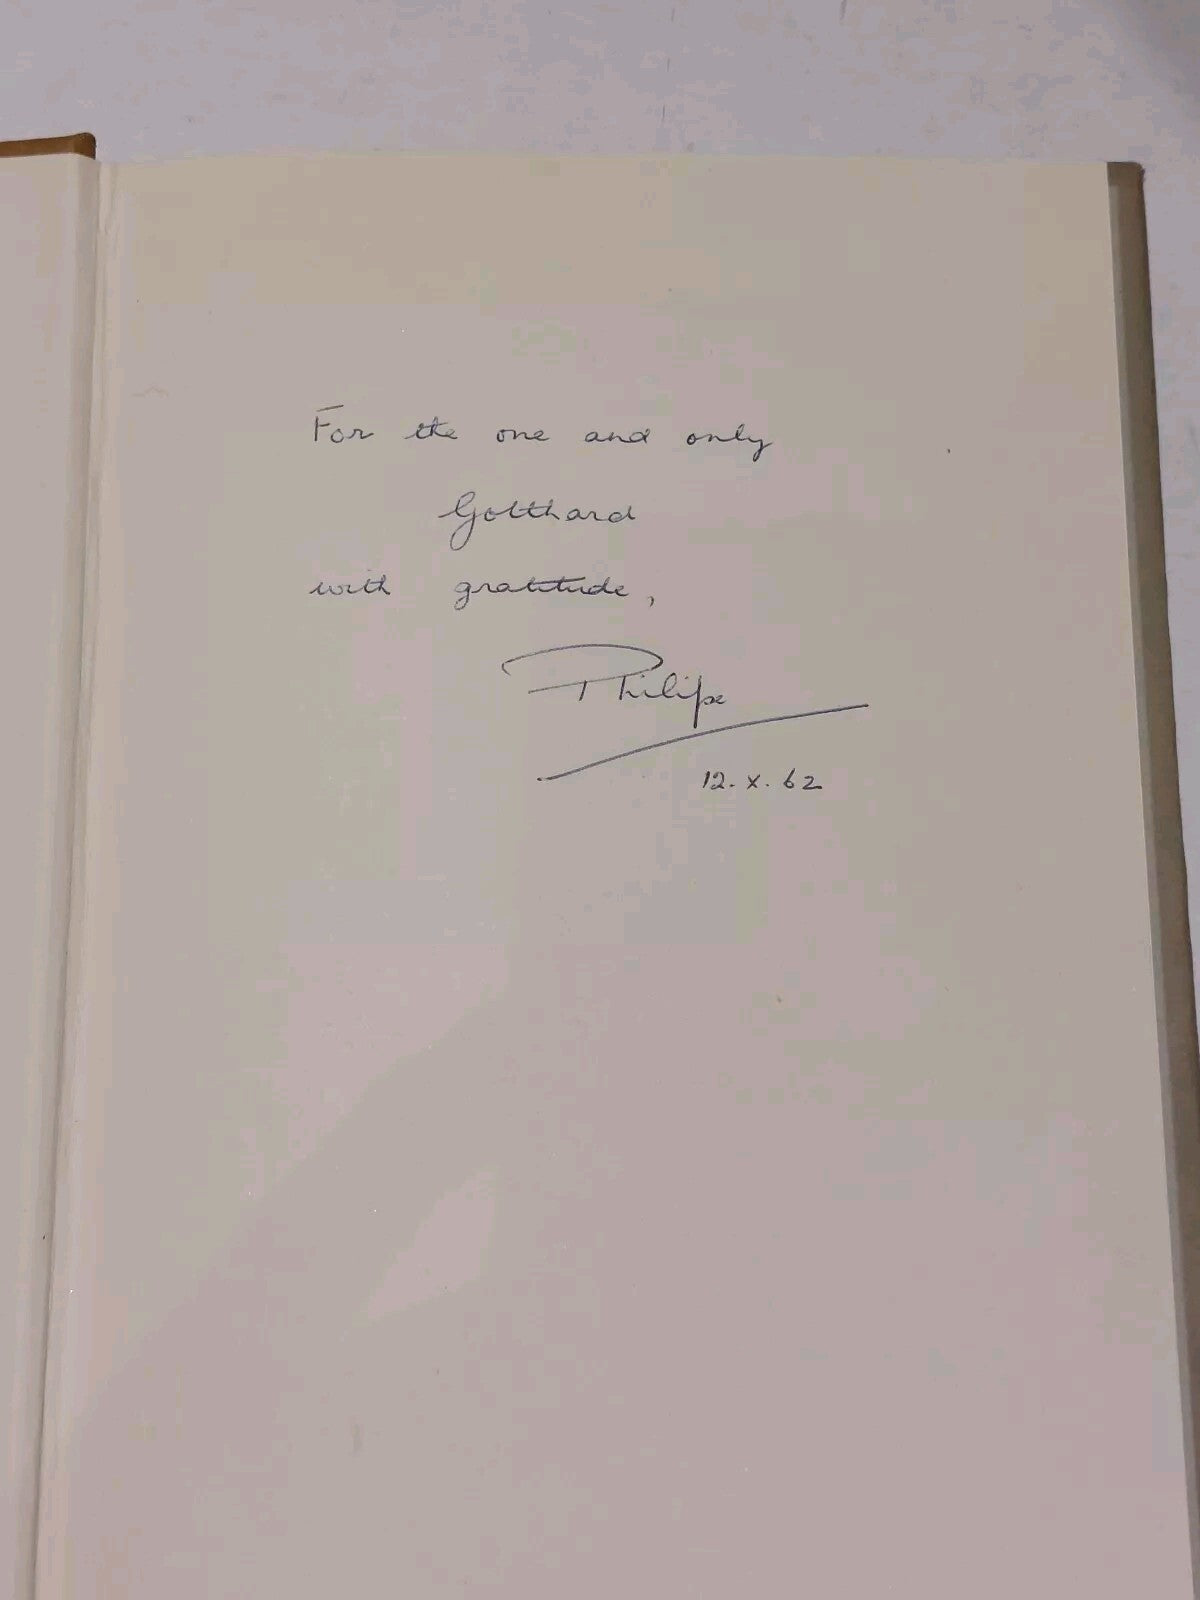 For the one and only
Gotthard
with gratitude,
Philip
12.x.62